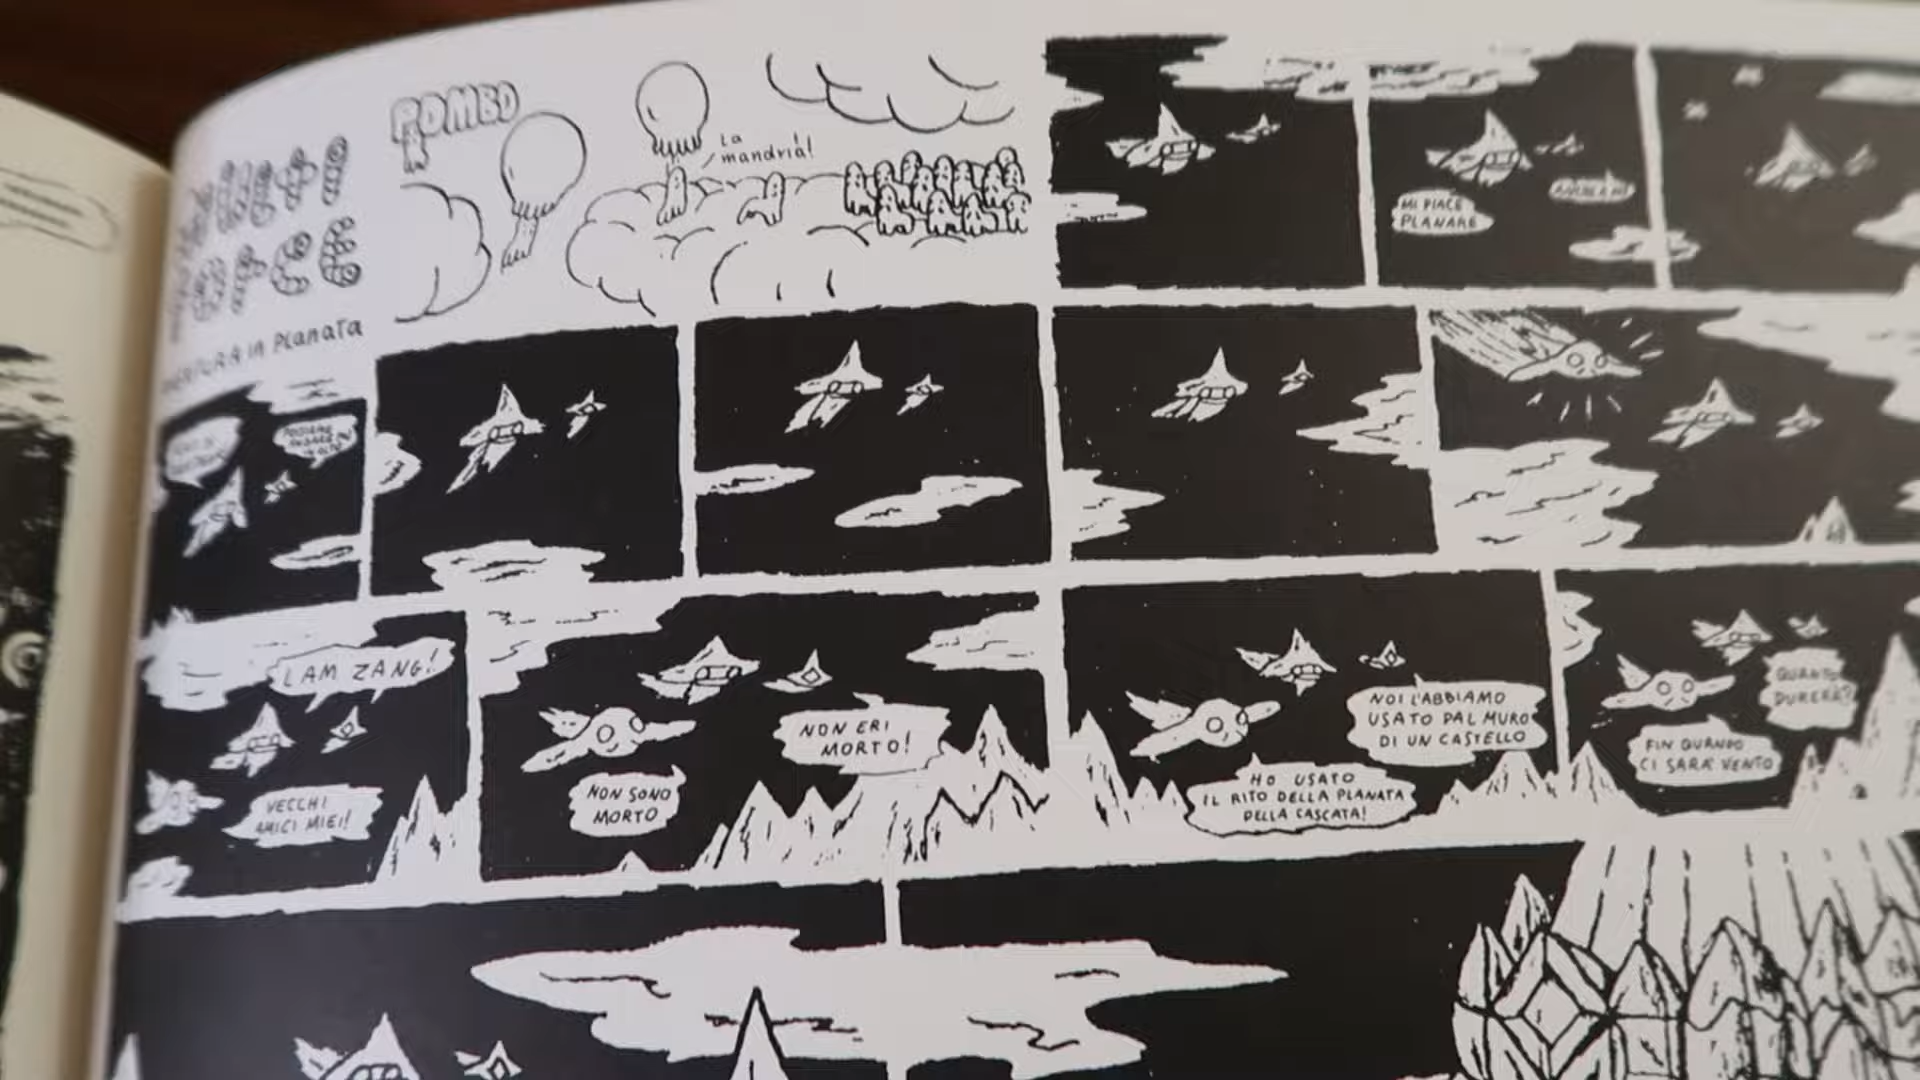 ROMBO
La
mandria!
in Planata
MI PIACE
PLANARE
LAM ZANG!
VECCHI
AMICI MIEI!
NON ERI
MORTO!
NON SONO
MORTO
NOI L'ABBIAMO
USATO DAL MURO
DI UN CASTELLO
HO USATO
IL RITO DELLA PLANATA
DELLA CASCATA!
QUANTO
DURERÀ?
FIN QUANDO
CI SARÀ VENTO